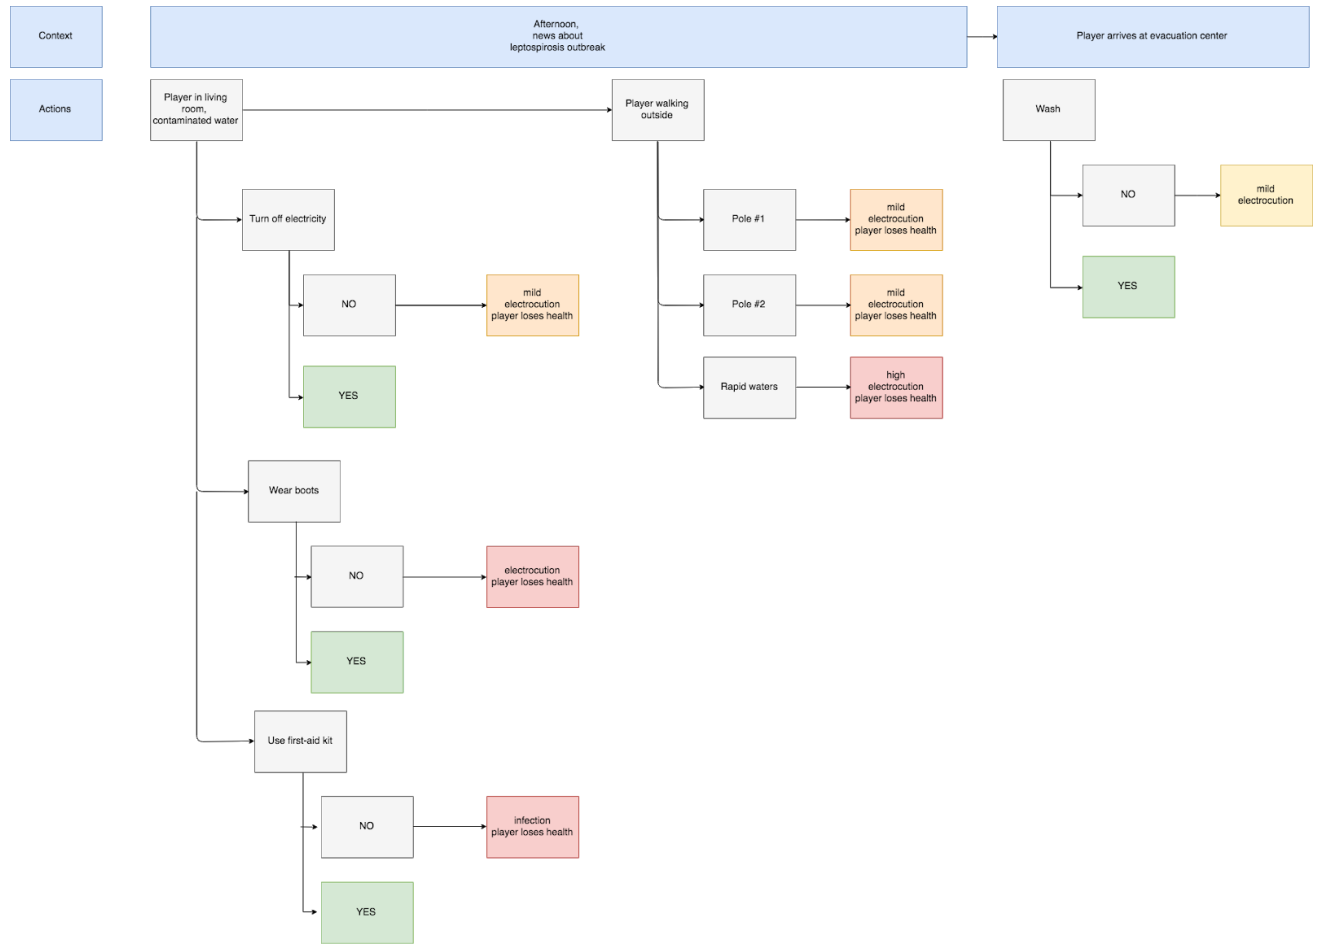 Context
Afternoon,
news about
leptospirosis outbreak
Player arrives at evacuation center
Actions
Player in living
room,
contaminated water
Player walking
outside
Wash
Turn off electricity
NO
mild
electrocution
player loses health
YES
Wear boots
NO
electrocution
player loses health
YES
Use first-aid kit
NO
infection
player loses health
YES
Pole #1
mild
electrocution
player loses health
Pole #2
mild
electrocution
player loses health
Rapid waters
high
electrocution
player loses health
NO
mild
electrocution
YES